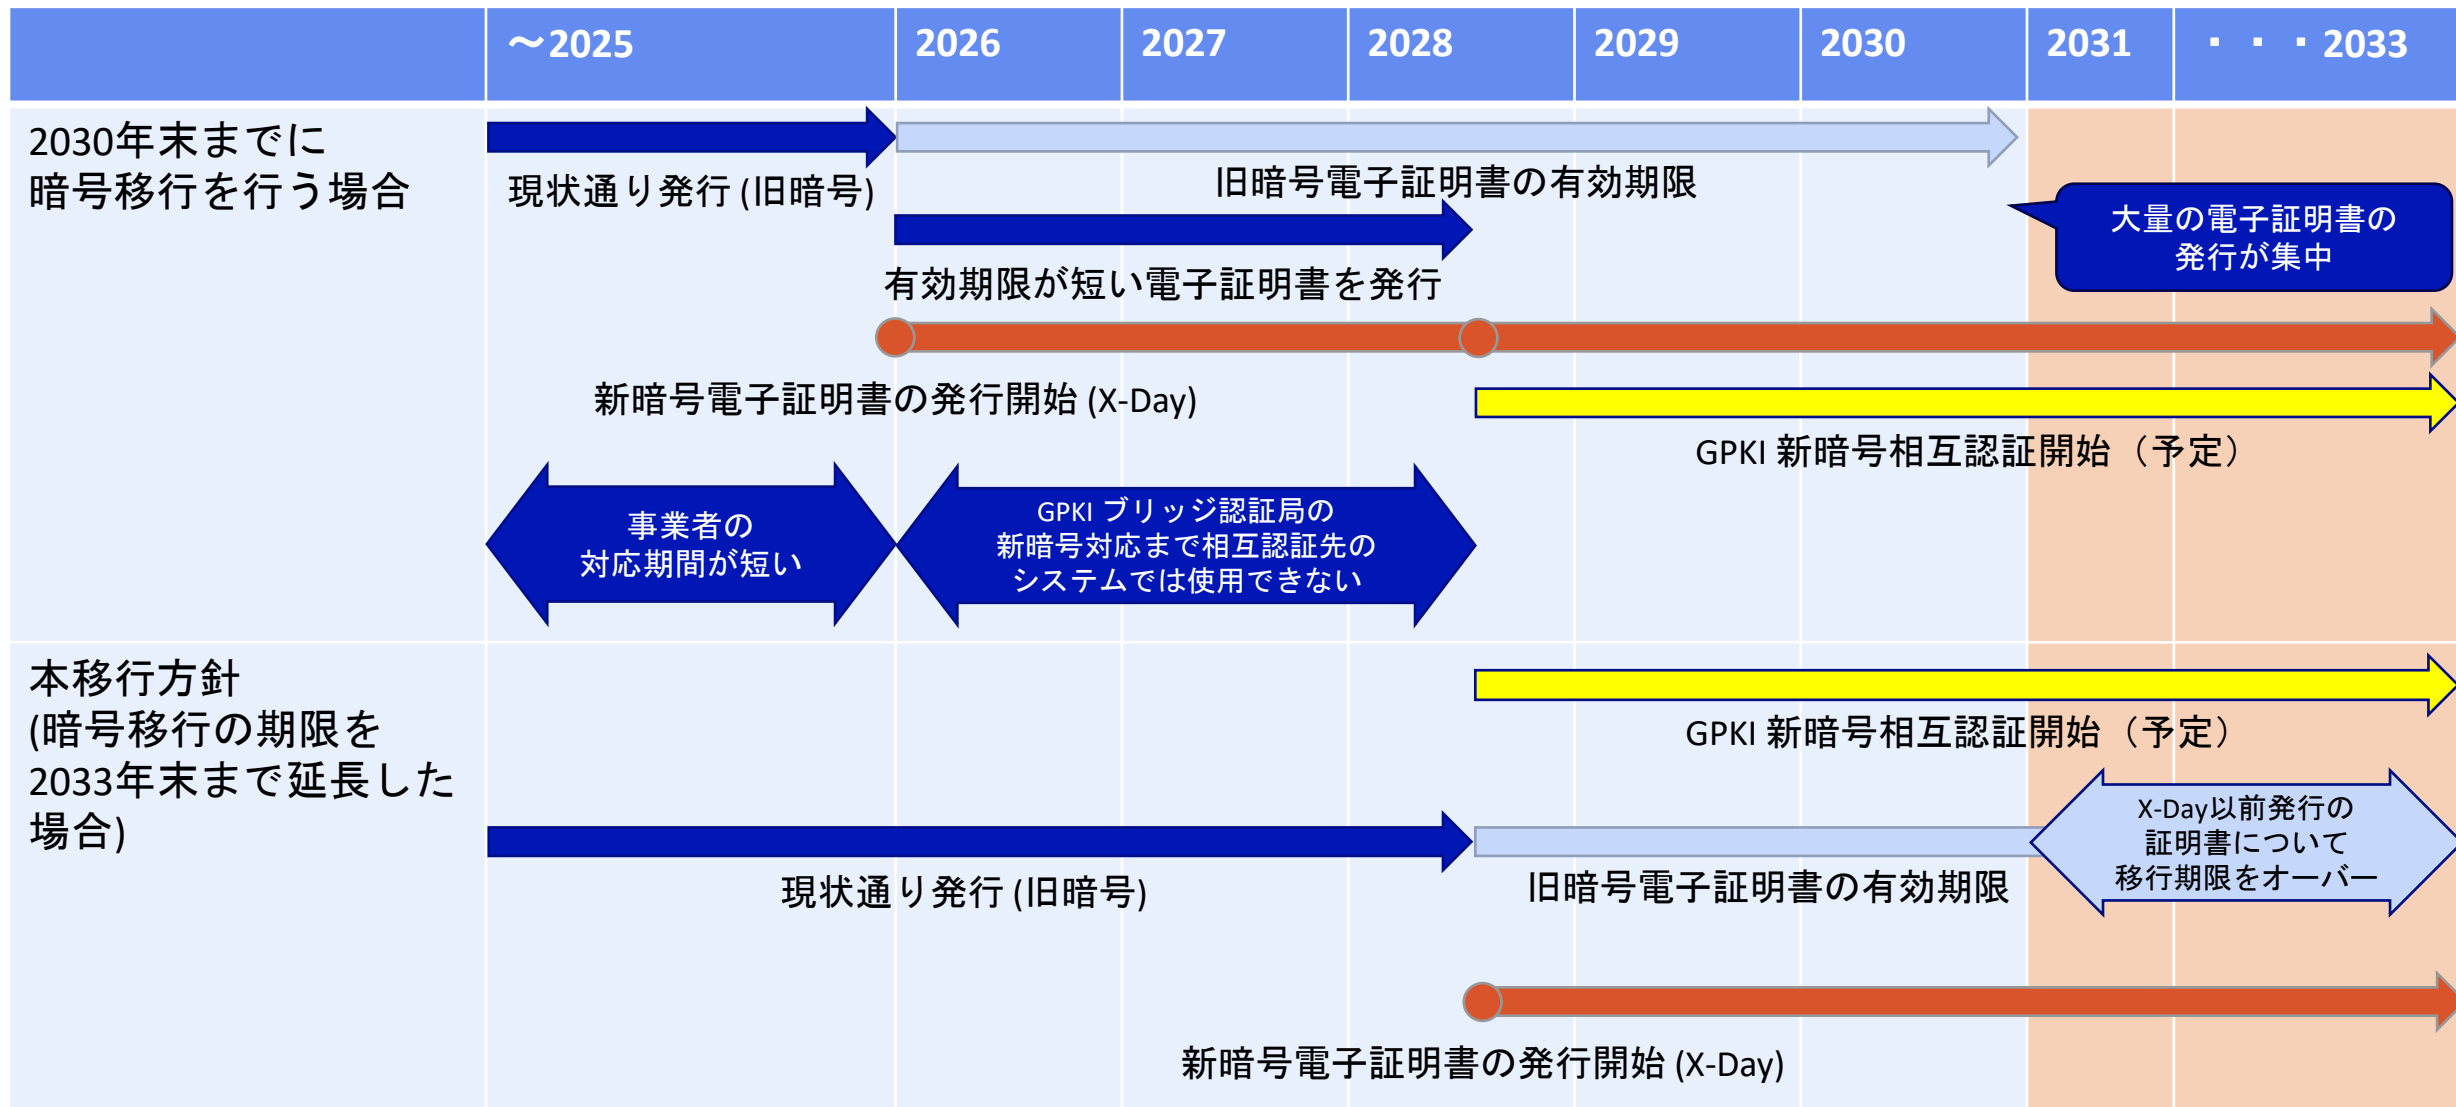 ～2025 2026 2027 2028 2029 2030 2031 ・・・2033
2030年末までに
暗号移行を行う場合
現状通り発行 (旧暗号)
旧暗号電子証明書の有効期限
大量の電子証明書の
発行が集中
有効期限が短い電子証明書を発行
新暗号電子証明書の発行開始 (X-Day)
GPKI 新暗号相互認証開始（予定）
事業者の
対応期間が短い
GPKI ブリッジ認証局の
新暗号対応まで相互認証先の
システムでは使用できない
本移行方針
(暗号移行の期限を
2033年末まで延長した
場合)
GPKI 新暗号相互認証開始（予定）
X-Day以前発行の
証明書について
移行期限をオーバー
現状通り発行 (旧暗号)
旧暗号電子証明書の有効期限
新暗号電子証明書の発行開始 (X-Day)